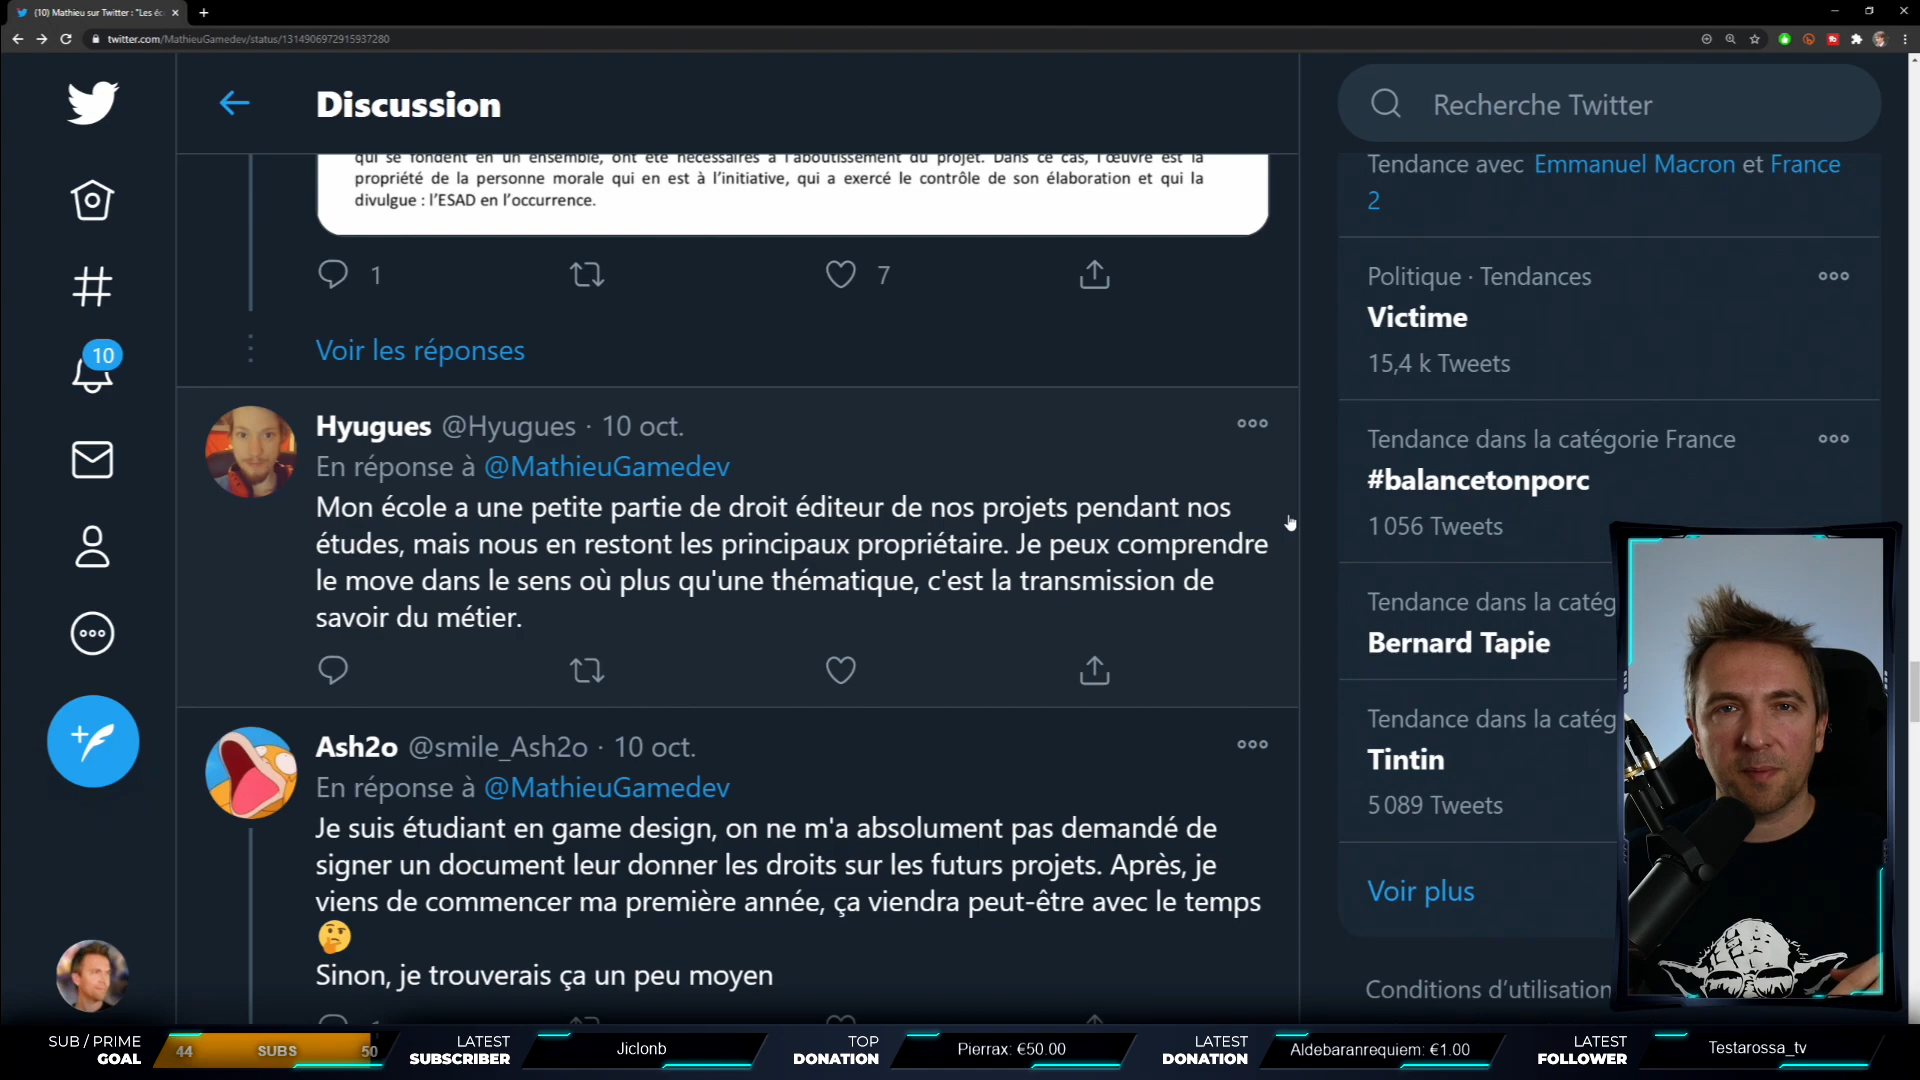 (10) Mathieu sur Twitter : "Les éc
twitter.com/MathieuGamedev/status/1314906972915937280
Discussion
Recherche Twitter
qui se fondent en un ensemble, ont été nécessaires à l'aboutissement du projet. Dans ce cas, l'œuvre est la
propriété de la personne morale qui en est à l'initiative, qui a exercé le contrôle de son élaboration et qui la
divulgue : l'ESAD en l'occurrence.
1
7
Voir les réponses
10
Hyugues @Hyugues · 10 oct.
En réponse à @MathieuGamedev
Mon école a une petite partie de droit éditeur de nos projets pendant nos
études, mais nous en restont les principaux propriétaire. Je peux comprendre
le move dans le sens où plus qu'une thématique, c'est la transmission de
savoir du métier.
Ash2o @smile_Ash2o · 10 oct.
En réponse à @MathieuGamedev
Je suis étudiant en game design, on ne m'a absolument pas demandé de
signer un document leur donner les droits sur les futurs projets. Après, je
viens de commencer ma première année, ça viendra peut-être avec le temps
🤔
Sinon, je trouverais ça un peu moyen
Tendance avec Emmanuel Macron et France
2
Politique · Tendances
Victime
15,4 k Tweets
Tendance dans la catégorie France
#balancetonporc
1 056 Tweets
Tendance dans la catég
Bernard Tapie
Tendance dans la catég
Tintin
5 089 Tweets
Voir plus
Conditions d'utilisation
SUB / PRIME
GOAL
44 SUBS 50
LATEST
SUBSCRIBER
Jiclonb
TOP
DONATION
Pierrax: €50.00
LATEST
DONATION
Aldebaranrequiem: €1.00
LATEST
FOLLOWER
Testarossa_tv